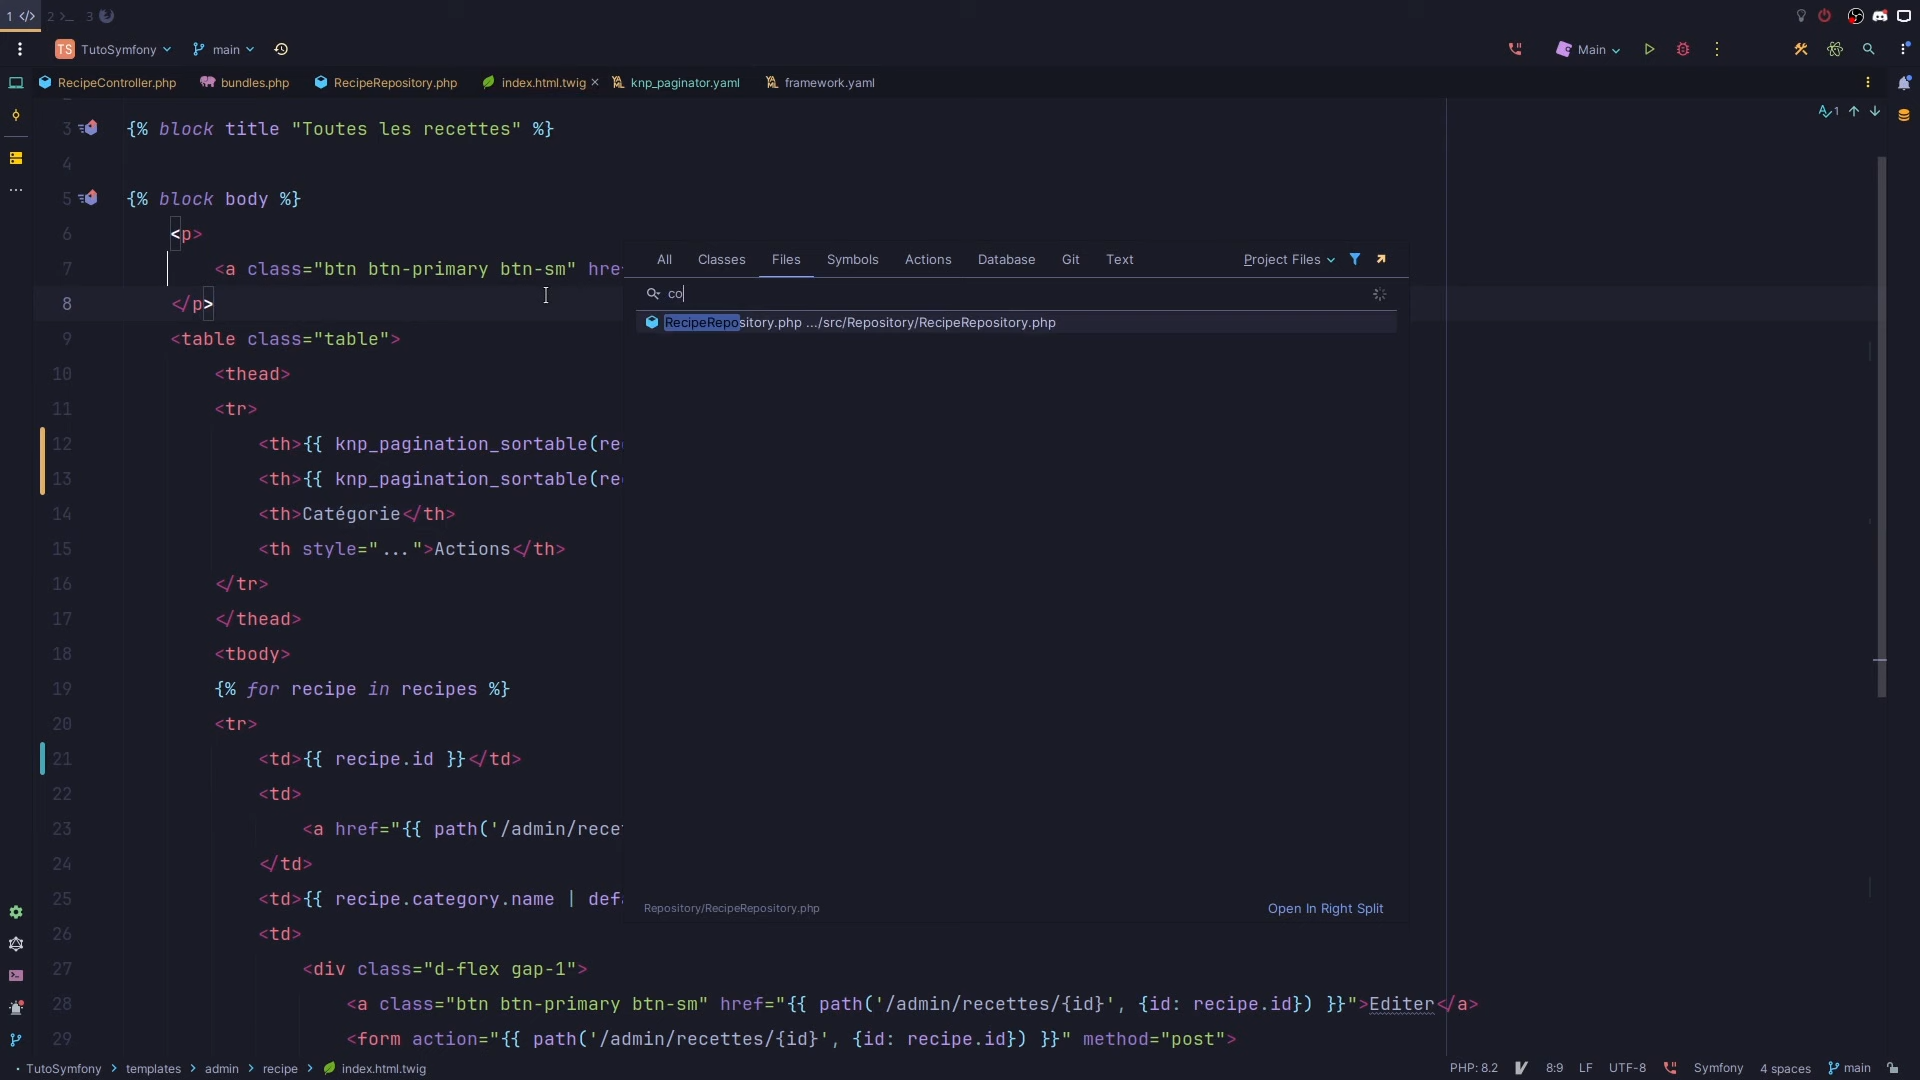 1 </> 2 >_ 3
TS TutoSymfony main Main
RecipeController.php bundles.php RecipeRepository.php index.html.twig × knp_paginator.yaml framework.yaml
1
3 {% block title "Toutes les recettes" %}
4
5 {% block body %}
6 <p>
7 <a class="btn btn-primary btn-sm"
8 </p>
9 <table class="table">
10 <thead>
11 <tr>
12 <th>{{ knp_pagination_sortable(
13 <th>{{ knp_pagination_sortable(
14 <th>Catégorie</th>
15 <th style="...">Actions</th>
16 </tr>
17 </thead>
18 <tbody>
19 {% for recipe in recipes %}
20 <tr>
21 <td>{{ recipe.id }}</td>
22 <td>
23 <a href="{{ path('/admin/rece
24 </td>
25 <td>{{ recipe.category.name | def
26 <td>
27 <div class="d-flex gap-1">
28 <a class="btn btn-primary btn-sm" href="{{ path('/admin/recettes/{id}', {id: recipe.id}) }}">Editer</a>
29 <form action="{{ path('/admin/recettes/{id}', {id: recipe.id}) }}" method="post">
All Classes Files Symbols Actions Database Git Text Project Files
co
RecipeRepository.php .../src/Repository/RecipeRepository.php
Repository/RecipeRepository.php Open In Right Split
TutoSymfony > templates > admin > recipe > index.html.twig PHP: 8.2 8:9 LF UTF-8 Symfony 4 spaces main